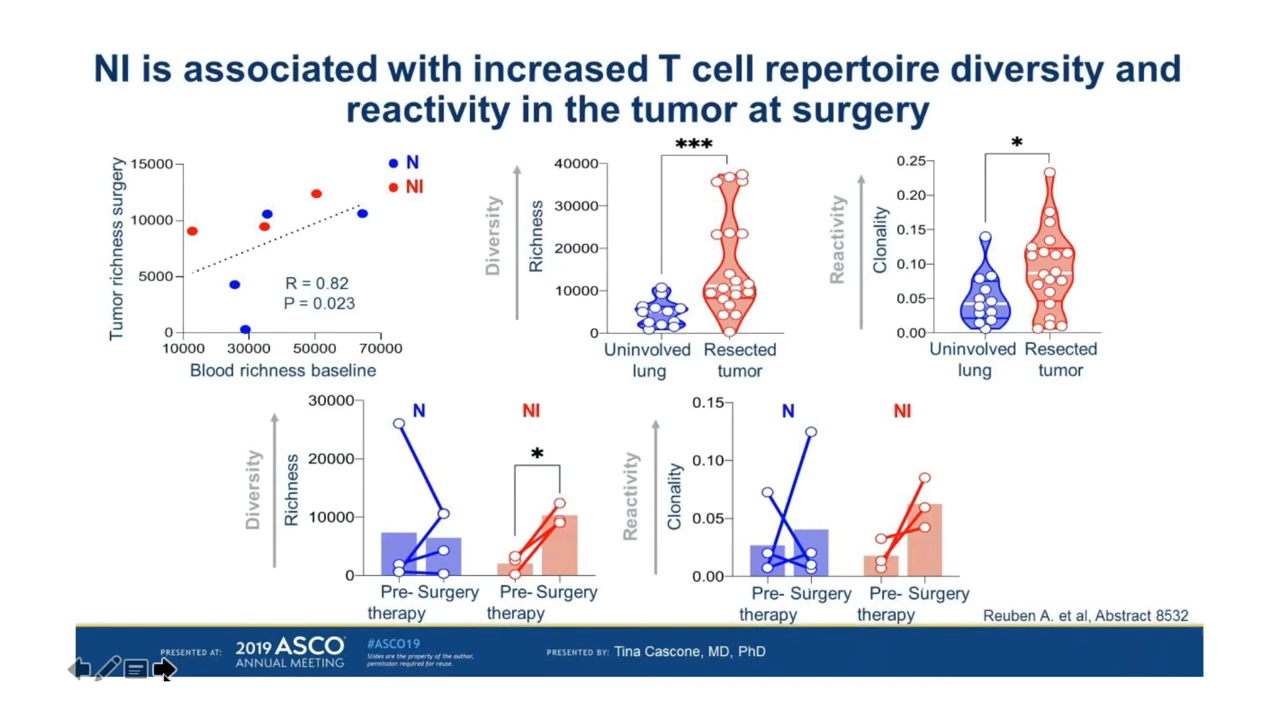 NI is associated with increased T cell repertoire diversity and
reactivity in the tumor at surgery
Tumor richness surgery
15000
10000
5000
0
10000 30000 50000 70000
Blood richness baseline
N
NI
R = 0.82
P = 0.023
Diversity
Richness
40000
30000
20000
10000
0
***
Uninvolved lung
Resected tumor
Reactivity
Clonality
0.25
0.20
0.15
0.10
0.05
0.00
*
Uninvolved lung
Resected tumor
Diversity
Richness
30000
20000
10000
0
N
NI
*
Pre- Surgery
therapy
Pre- Surgery
therapy
Reactivity
Clonality
0.15
0.10
0.05
0.00
N
NI
Pre- Surgery
therapy
Pre- Surgery
therapy
Reuben A. et al, Abstract 8532
PRESENTED AT:
2019 ASCO
ANNUAL MEETING
#ASCO19
Slides are the property of the author,
permission required for reuse.
PRESENTED BY: Tina Cascone, MD, PhD